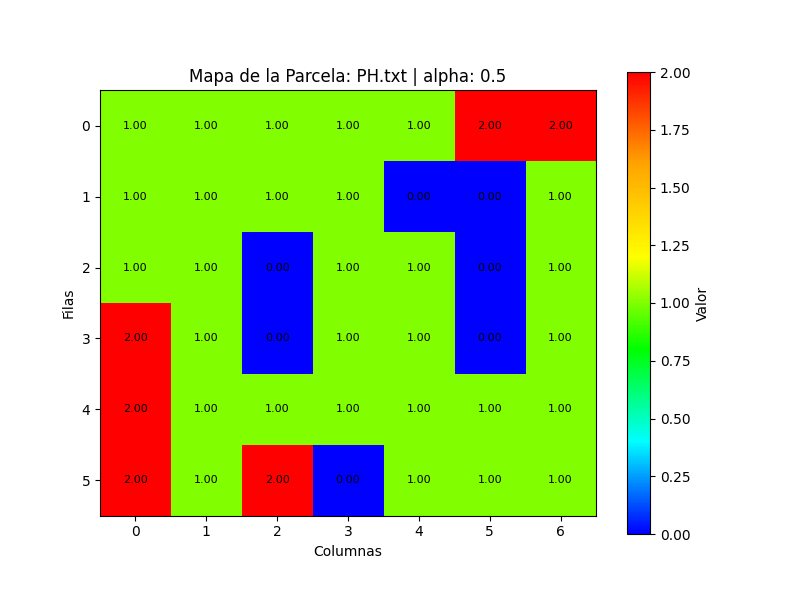 Mapa de la Parcela: PH.txt | alpha: 0.5
0 1.00 1.00 1.00 1.00 1.00 2.00 2.00
1 1.00 1.00 1.00 1.00 0.00 0.00 1.00
2 1.00 1.00 0.00 1.00 1.00 0.00 1.00
3 2.00 1.00 0.00 1.00 1.00 0.00 1.00
4 2.00 1.00 1.00 1.00 1.00 1.00 1.00
5 2.00 1.00 2.00 0.00 1.00 1.00 1.00
0 1 2 3 4 5 6
Columnas
Filas
2.00
1.75
1.50
1.25
1.00
0.75
0.50
0.25
0.00
Valor